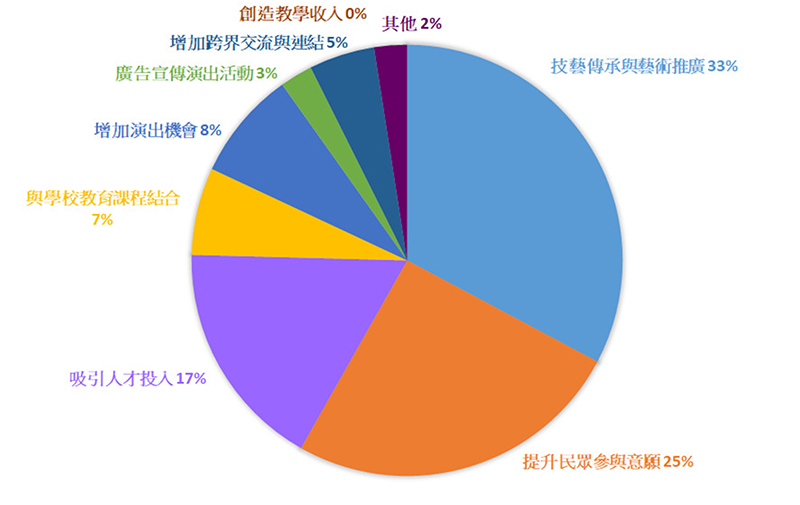 創造教學收入 0%
其他 2%
增加跨界交流與連結 5%
技藝傳承與藝術推廣 33%
廣告宣傳演出活動 3%
增加演出機會 8%
與學校教育課程結合
7%
吸引人才投入 17%
提升民眾參與意願 25%